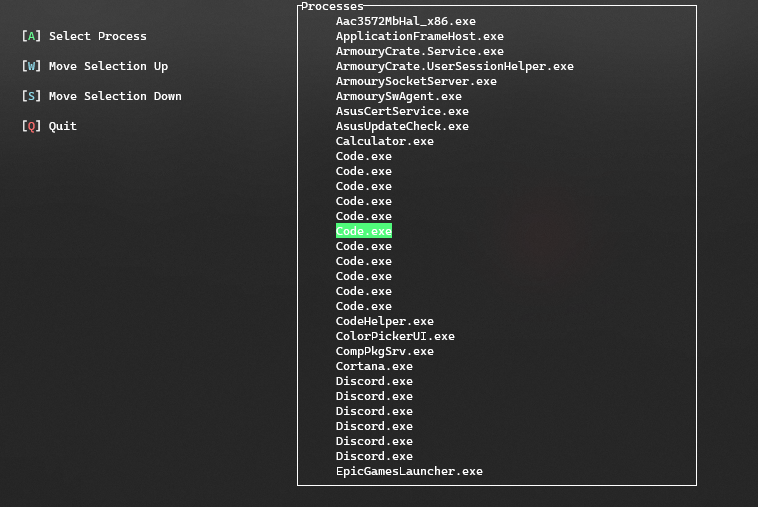 [A] Select Process
[W] Move Selection Up
[S] Move Selection Down
[Q] Quit
Processes
Aac3572MbHal_x86.exe
ApplicationFrameHost.exe
ArmouryCrate.Service.exe
ArmouryCrate.UserSessionHelper.exe
ArmourySocketServer.exe
ArmourySwAgent.exe
AsusCertService.exe
AsusUpdateCheck.exe
Calculator.exe
Code.exe
Code.exe
Code.exe
Code.exe
Code.exe
Code.exe
Code.exe
Code.exe
Code.exe
Code.exe
Code.exe
CodeHelper.exe
ColorPickerUI.exe
CompPkgSrv.exe
Cortana.exe
Discord.exe
Discord.exe
Discord.exe
Discord.exe
Discord.exe
Discord.exe
EpicGamesLauncher.exe